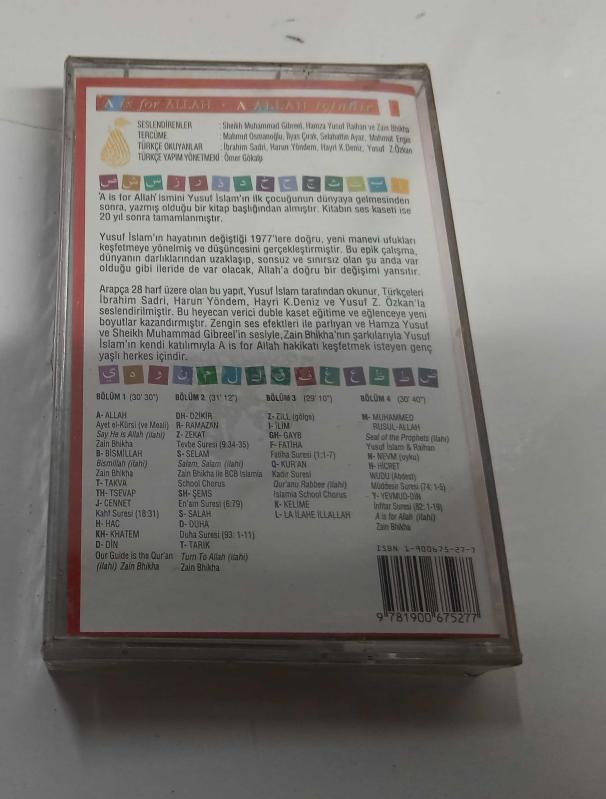 A is for ALLAH • A ALLAH içindir
SESLENDİRENLER : Sheikh Muhammad Gibreel, Hamza Yusuf Raihan ve Zain Bhikha
TERCÜME : Mahmut Osmanoğlu, İlyas Çırak, Selahattin Ayaz, Mahmut Ergin
TÜRKÇE OKUYANLAR : İbrahim Sadri, Harun Yöndem, Hayri K.Deniz, Yusuf Z.Özkan
TÜRKÇE YAPIM YÖNETMEKİ : Ömer Gökalp
ا ب ت ث ج ح خ د ذ ر ز س ش ص
'A is for Allah' ismini Yusuf İslam'ın ilk çocuğunun dünyaya gelmesinden
sonra, yazmış olduğu bir kitap başlığından almıştır. Kitabın ses kaseti ise
20 yıl sonra tamamlanmıştır.
Yusuf İslam'ın hayatının değiştiği 1977'lere doğru, yeni manevi ufukları
keşfetmeye yönelmiş ve düşüncesini gerçekleştirmiştir. Bu epik çalışma,
dünyanın darlıklarından uzaklaşıp, sonsuz ve sınırsız olan şu anda var
olduğu gibi ileride de var olacak, Allah'a doğru bir değişimi yansıtır.
Arapça 28 harf üzere olan bu yapıt, Yusuf İslam tarafından okunur, Türkçeleri
İbrahim Sadri, Harun Yöndem, Hayri K.Deniz ve Yusuf Z. Özkan'la
seslendirilmiştir. Bu heyecan verici duble kaset eğitime ve eğlenceye yeni
boyutlar kazandırmıştır. Zengin ses efektleri ile parlıyan ve Hamza Yusuf
ve Sheikh Muhammad Gibreel'in sesiyle, Zain Bhikha'nın şarkılarıyla Yusuf
İslam'ın kendi katılımıyla A is for Allah hakikatı keşfetmek isteyen genç
yaşlı herkes içindir.
ض ط ظ ع غ ف ق ك ل م ن و ه ي
BÖLÜM 1 (30' 30")
A- ALLAH
Ayet el-Kürsi (ve Meali)
Say He is Allah (ilahi)
Zain Bhikha
B- BİSMİLLAH
Bismillah (ilahi)
Zain Bhikha
T- TAKVA
TH- TSEVAP
J- CENNET
Kahf Suresi (18:31)
H- HAC
KH- KHATEM
D- DİN
Our Guide is the Qur'an
(ilahi) Zain Bhikha
BÖLÜM 2 (31' 12")
DH- DZİKİR
R- RAMAZAN
Z- ZEKAT
Tevbe Suresi (9:34-35)
S- SELAM
Salam, Salam (ilahi)
Zain Bhikha ile BCB Islamia
School Chorus
SH- ŞEMS
En'am Suresi (6:79)
S- SALAH
D- DUHA
Duha Suresi (93: 1-11)
T- TARIK
Turn To Allah (ilahi)
Zain Bhikha
BÖLÜM 3 (29' 10")
Z- ZILL (gölge)
I- İLİM
GH- GAYB
F- FATİHA
Fatiha Suresi (1:1-7)
Q- KUR'AN
Kadir Suresi
Qur'anu Rabbee (ilahi)
Islamia School Chorus
K- KELİME
L- LA İLAHE İLLALLAH
BÖLÜM 4 (30' 40")
M- MUHAMMED
RUSUL-ALLAH
Seal of the Prophets (ilahi)
Yusuf Islam & Raihan
N- NEVM (uyku)
H- HİCRET
WUDU (Abdest)
Müddesir Suresi (74: 1-5)
Y- YEVMUD-DİN
İnfitar Suresi (82: 1-19)
A is for Allah (ilahi)
Zain Bhikha
ISBN 1-900675-27-7
9 781900 675277